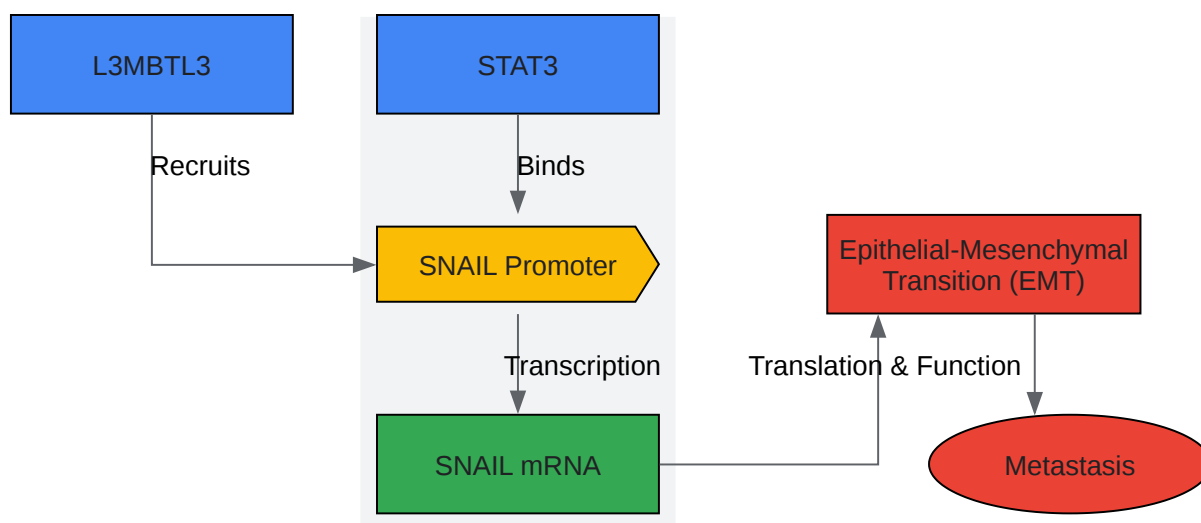 L3MBTL3
STAT3
Recruits
Binds
SNAIL Promoter
Epithelial-Mesenchymal
Transition (EMT)
Transcription
Translation & Function
SNAIL mRNA
Metastasis